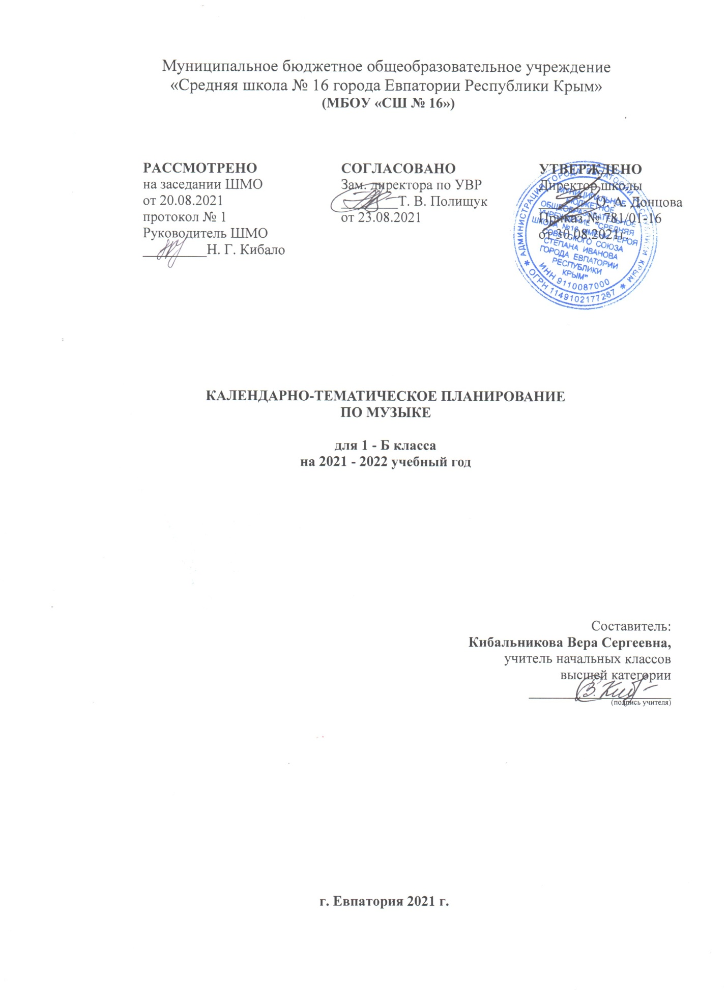 Муниципальное бюджетное общеобразовательное учреждение
«Средняя школа № 16 города Евпатории Республики Крым»
(МБОУ «СШ № 16»)
РАССМОТРЕНО
на заседании ШМО
от 20.08.2021
протокол № 1
Руководитель ШМО
_________Н. Г. Кибало
СОГЛАСОВАНО
Зам. директора по УВР
________Т. В. Полищук
от 23.08.2021
УТВЕРЖДЕНО
Директор школы
________О. А. Донцова
Приказ № 781/01-16
от 30.08.2021г.
АДМИНИСТРАЦИЯ ГОРОДА ЕВПАТОРИИ РЕСПУБЛИКИ КРЫМ
ОГРН 1149102177267
МУНИЦИПАЛЬНОЕ
БЮДЖЕТНОЕ
ОБЩЕОБРАЗОВАТЕЛЬНОЕ
УЧРЕЖДЕНИЕ "СРЕДНЯЯ
ШКОЛА №16 ИМЕНИ ГЕРОЯ
СОВЕТСКОГО СОЮЗА
СТЕПАНА ИВАНОВА
ГОРОДА ЕВПАТОРИИ
РЕСПУБЛИКИ
КРЫМ"
ИНН 9110087000
КАЛЕНДАРНО-ТЕМАТИЧЕСКОЕ ПЛАНИРОВАНИЕ
ПО МУЗЫКЕ
для 1 - Б класса
на 2021 - 2022 учебный год
Составитель:
Кибальникова Вера Сергеевна,
учитель начальных классов
высшей категории
(подпись учителя)
г. Евпатория 2021 г.